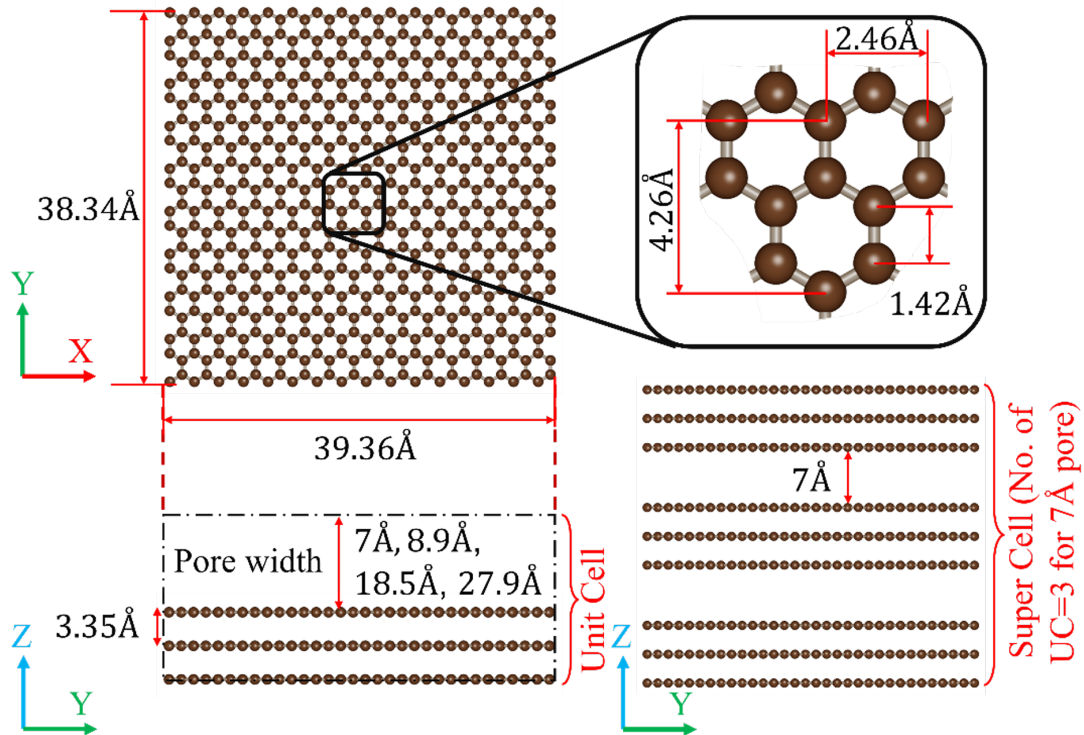 2.46Å
38.34Å
4.26Å
1.42Å
Y
X
39.36Å
7Å
Pore width
7Å, 8.9Å,
18.5Å, 27.9Å
3.35Å
Unit Cell
Super Cell (No. of
UC=3 for 7Å pore)
Z
Y
Z
Y